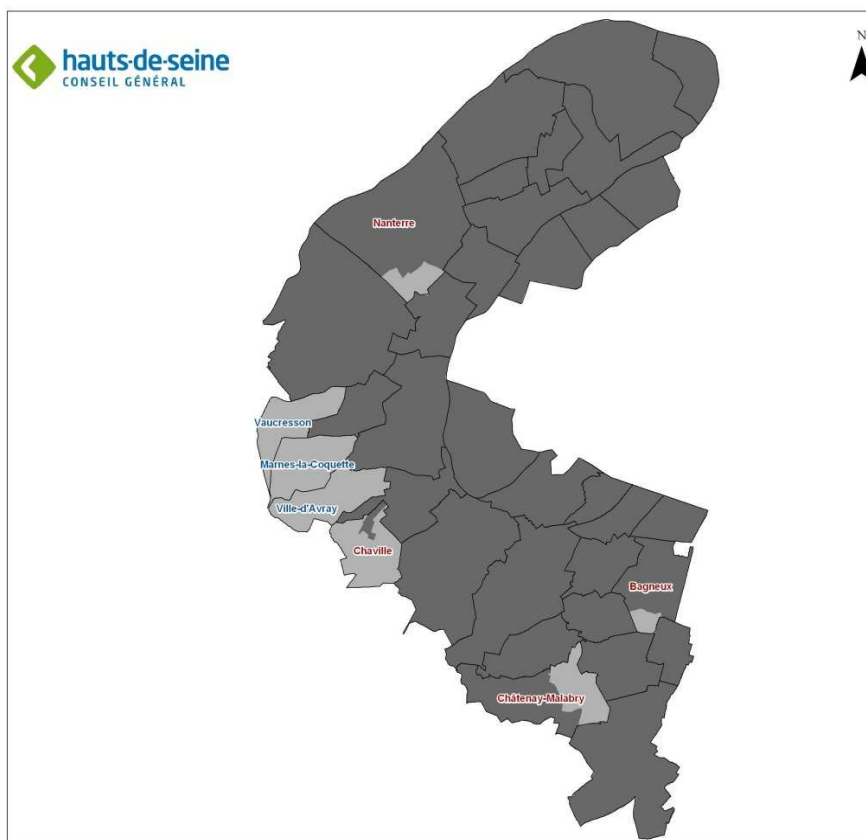 hauts-de-seine
CONSEIL GÉNÉRAL
N
Nanterre
Vaucresson
Marnes-la-Coquette
Ville-d'Avray
Chaville
Bagneux
Châtenay-Malabry